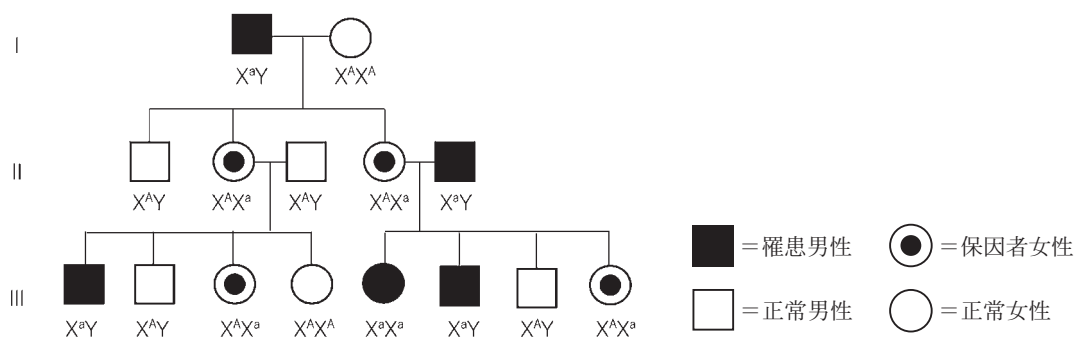 I
XᵃY XᴬXᴬ
II
XᴬY XᴬXᵃ XᴬY XᴬXᵃ XᵃY
III
XᵃY XᴬY XᴬXᵃ XᴬXᴬ XᵃXᵃ XᵃY XᴬY XᴬXᵃ
=罹患男性 =保因者女性
=正常男性 =正常女性